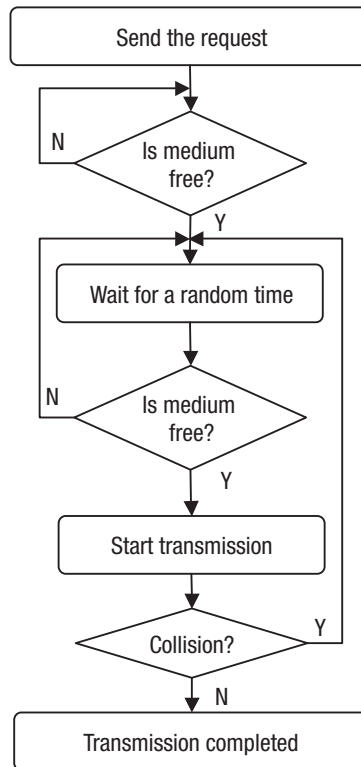 Send the request
N
Is medium
free?
Y
Wait for a random time
N
Is medium
free?
Y
Start transmission
Collision?
Y
N
Transmission completed